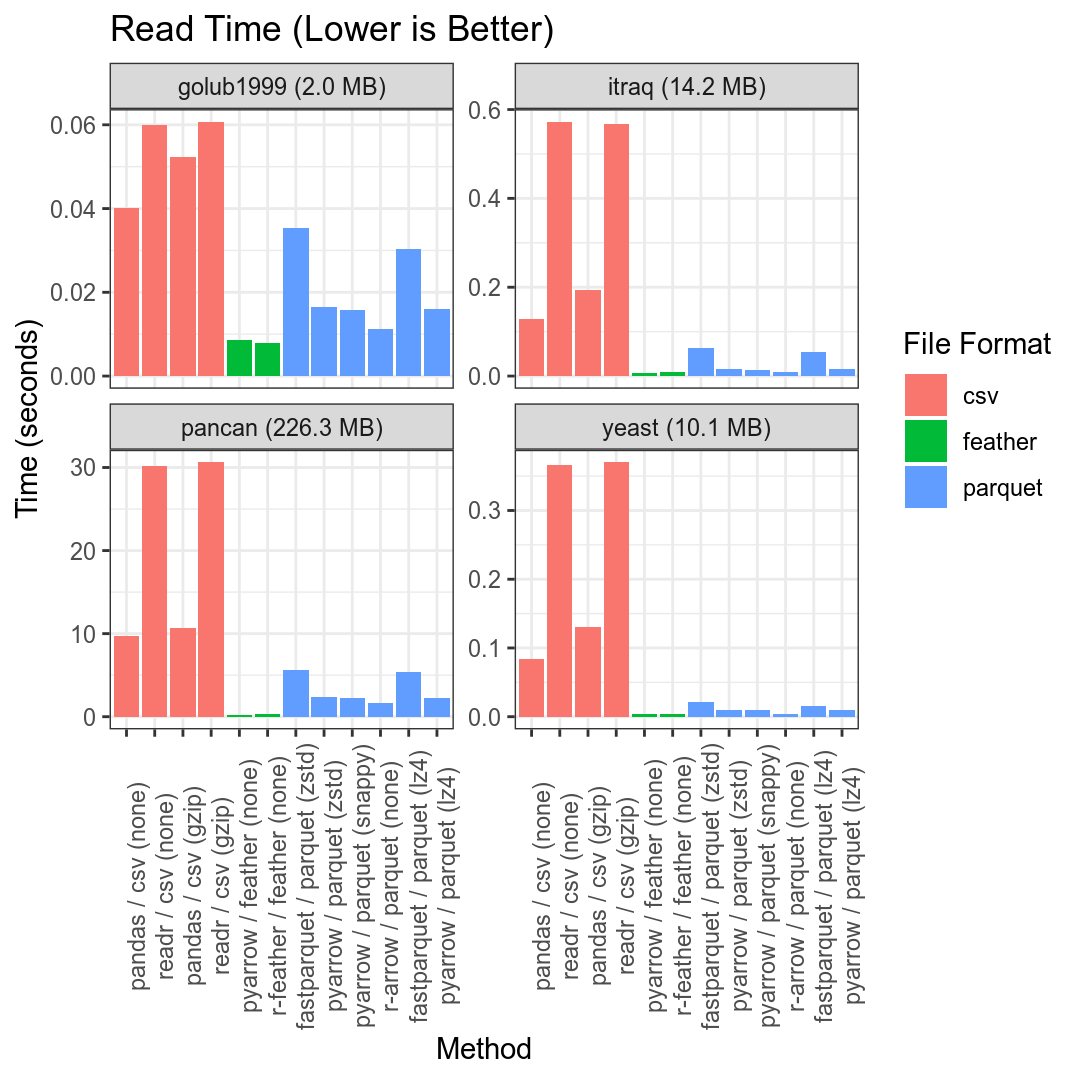 Read Time (Lower is Better)
golub1999 (2.0 MB)
itraq (14.2 MB)
0.06
0.04
0.02
0.00
0.6
0.4
0.2
0.0
pancan (226.3 MB)
yeast (10.1 MB)
30
20
10
0
0.3
0.2
0.1
0.0
Time (seconds)
pandas / csv (none)
readr / csv (none)
pandas / csv (gzip)
readr / csv (gzip)
pyarrow / feather (none)
r-feather / feather (none)
fastparquet / parquet (zstd)
pyarrow / parquet (zstd)
pyarrow / parquet (snappy)
r-arrow / parquet (none)
fastparquet / parquet (lz4)
pyarrow / parquet (lz4)
pandas / csv (none)
readr / csv (none)
pandas / csv (gzip)
readr / csv (gzip)
pyarrow / feather (none)
r-feather / feather (none)
fastparquet / parquet (zstd)
pyarrow / parquet (zstd)
pyarrow / parquet (snappy)
r-arrow / parquet (none)
fastparquet / parquet (lz4)
pyarrow / parquet (lz4)
Method
File Format
csv
feather
parquet